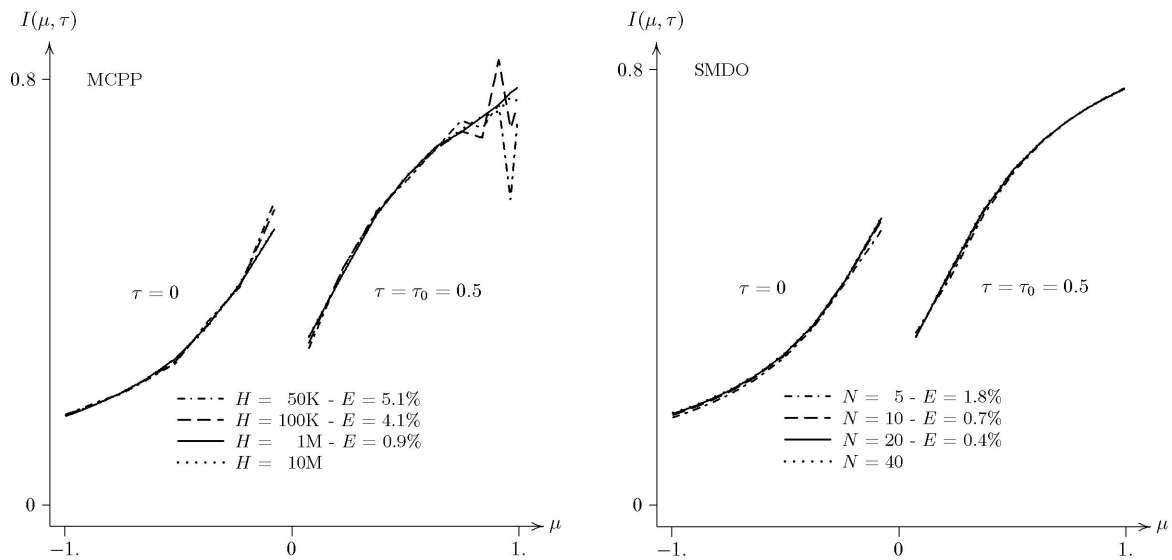 I(μ, τ)
0.8
MCPP
τ = 0
τ = τ₀ = 0.5
H = 50K - E = 5.1%
H = 100K - E = 4.1%
H = 1M - E = 0.9%
H = 10M
0
μ
−1.
0
1.
I(μ, τ)
0.8
SMDO
τ = 0
τ = τ₀ = 0.5
N = 5 - E = 1.8%
N = 10 - E = 0.7%
N = 20 - E = 0.4%
N = 40
0
μ
−1.
0
1.